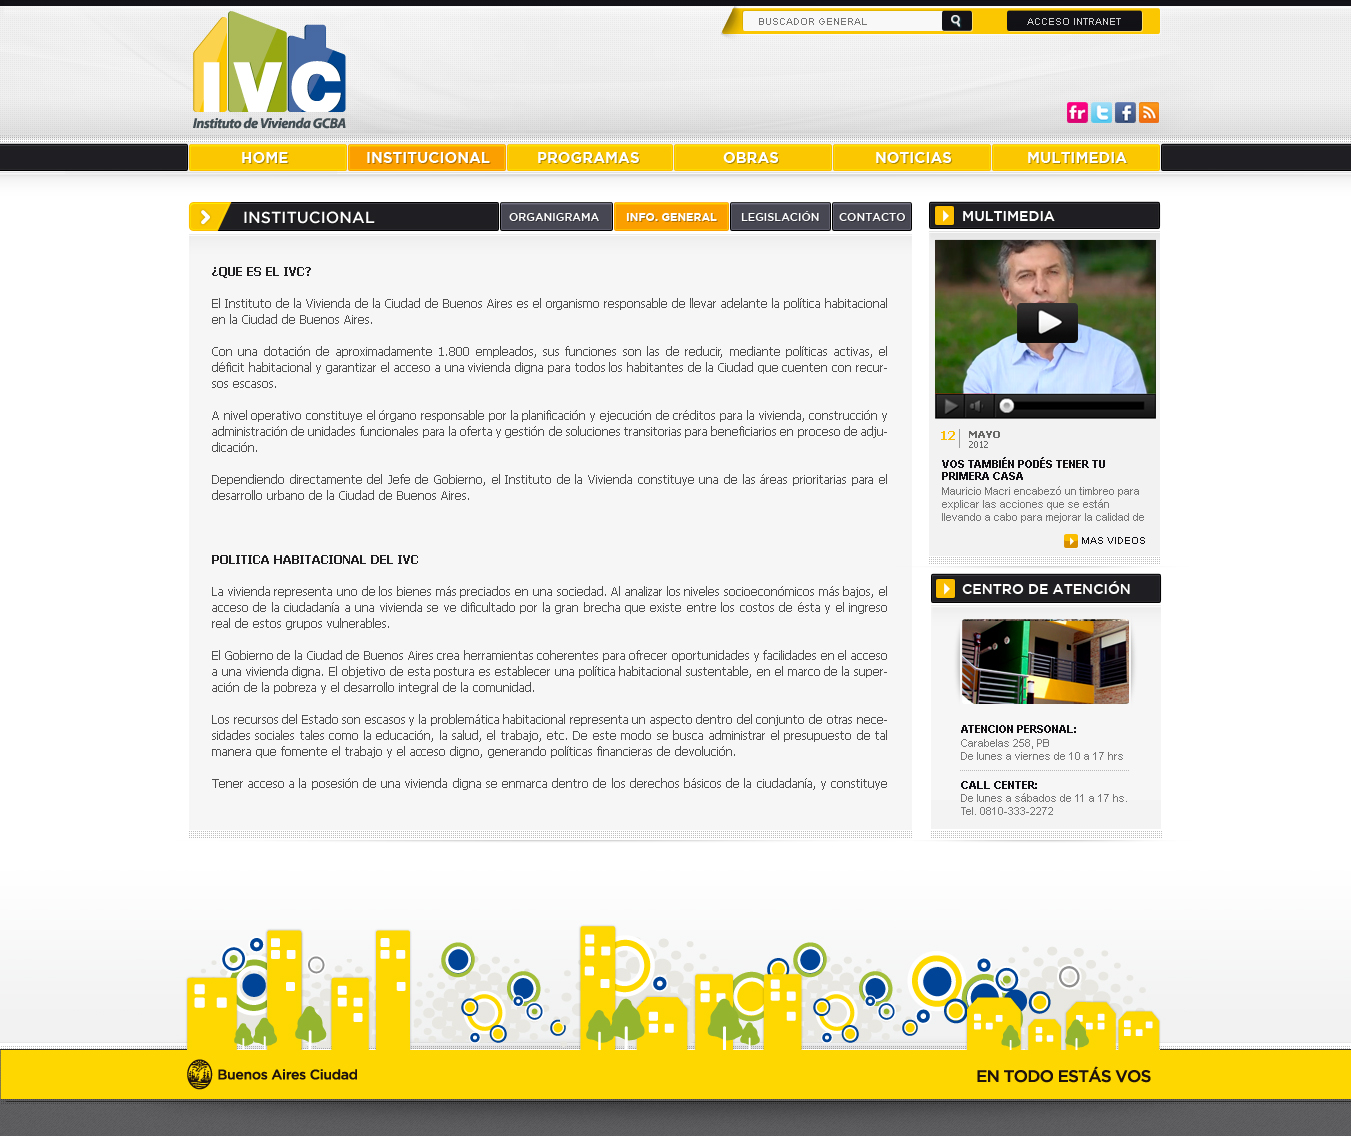 BUSCADOR GENERAL
ACCESO INTRANET
IVC
Instituto de Vivienda GCBA
fr
HOME
INSTITUCIONAL
PROGRAMAS
OBRAS
NOTICIAS
MULTIMEDIA
INSTITUCIONAL
ORGANIGRAMA
INFO. GENERAL
LEGISLACIÓN
CONTACTO
¿QUE ES EL IVC?
El Instituto de la Vivienda de la Ciudad de Buenos Aires es el organismo responsable de llevar adelante la política habitacional
en la Ciudad de Buenos Aires.
Con una dotación de aproximadamente 1.800 empleados, sus funciones son las de reducir, mediante políticas activas, el
déficit habitacional y garantizar el acceso a una vivienda digna para todos los habitantes de la Ciudad que cuenten con recur-
sos escasos.
A nivel operativo constituye el órgano responsable por la planificación y ejecución de créditos para la vivienda, construcción y
administración de unidades funcionales para la oferta y gestión de soluciones transitorias para beneficiarios en proceso de adju-
dicación.
Dependiendo directamente del Jefe de Gobierno, el Instituto de la Vivienda constituye una de las áreas prioritarias para el
desarrollo urbano de la Ciudad de Buenos Aires.
POLITICA HABITACIONAL DEL IVC
La vivienda representa uno de los bienes más preciados en una sociedad. Al analizar los niveles socioeconómicos más bajos, el
acceso de la ciudadanía a una vivienda se ve dificultado por la gran brecha que existe entre los costos de ésta y el ingreso
real de estos grupos vulnerables.
El Gobierno de la Ciudad de Buenos Aires crea herramientas coherentes para ofrecer oportunidades y facilidades en el acceso
a una vivienda digna. El objetivo de esta postura es establecer una política habitacional sustentable, en el marco de la super-
ación de la pobreza y el desarrollo integral de la comunidad.
Los recursos del Estado son escasos y la problemática habitacional representa un aspecto dentro del conjunto de otras nece-
sidades sociales tales como la educación, la salud, el trabajo, etc. De este modo se busca administrar el presupuesto de tal
manera que fomente el trabajo y el acceso digno, generando políticas financieras de devolución.
Tener acceso a la posesión de una vivienda digna se enmarca dentro de los derechos básicos de la ciudadanía, y constituye
MULTIMEDIA
12
MAYO
2012
VOS TAMBIÉN PODÉS TENER TU
PRIMERA CASA
Mauricio Macri encabezó un timbreo para
explicar las acciones que se están
llevando a cabo para mejorar la calidad de
MAS VIDEOS
CENTRO DE ATENCIÓN
ATENCION PERSONAL:
Carabelas 258, PB
De lunes a viernes de 10 a 17 hrs
CALL CENTER:
De lunes a sábados de 11 a 17 hs.
Tel. 0810-333-2272
Buenos Aires Ciudad
EN TODO ESTÁS VOS